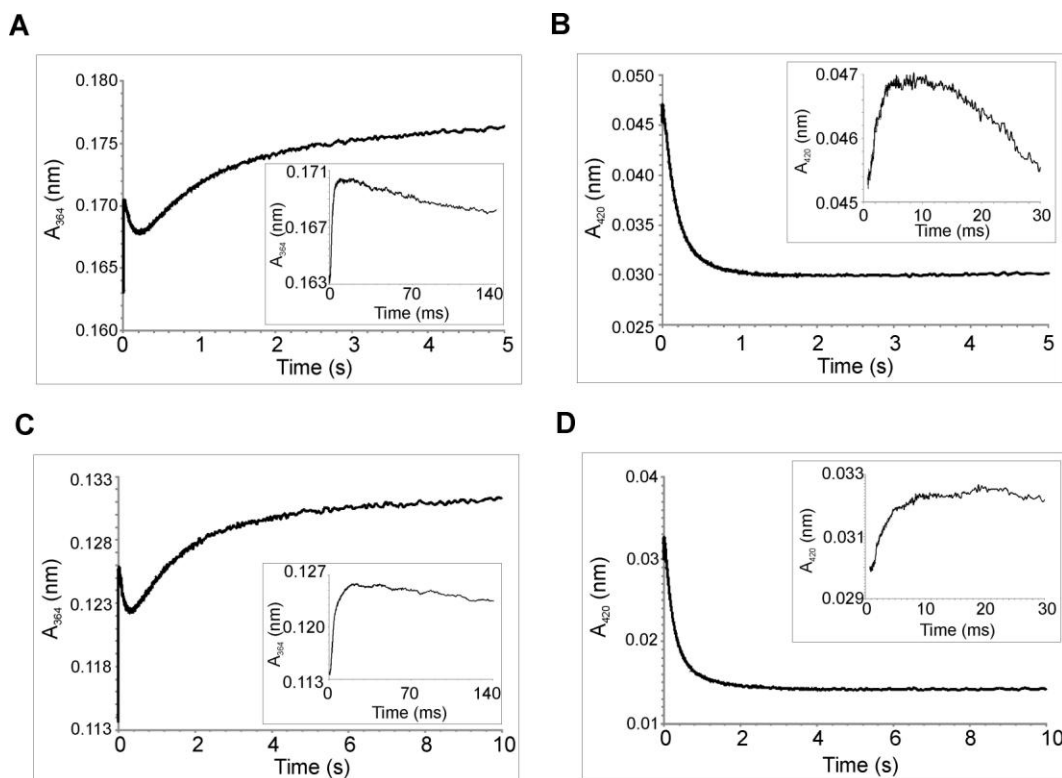 A
0.180
0.175
0.170
0.165
0.160
A364 (nm)
0 1 2 3 4 5
Time (s)
0.171
0.167
0.163
A364 (nm)
0 70 140
Time (ms)
B
0.050
0.045
0.040
0.035
0.030
0.025
A420 (nm)
0 1 2 3 4 5
Time (s)
0.047
0.046
0.045
A420 (nm)
0 10 20 30
Time (ms)
C
0.133
0.128
0.123
0.118
0.113
A364 (nm)
0 2 4 6 8 10
Time (s)
0.127
0.120
0.113
A364 (nm)
0 70 140
Time (ms)
D
0.04
0.03
0.02
0.01
A420 (nm)
0 2 4 6 8 10
Time (s)
0.033
0.031
0.029
A420 (nm)
0 10 20 30
Time (ms)